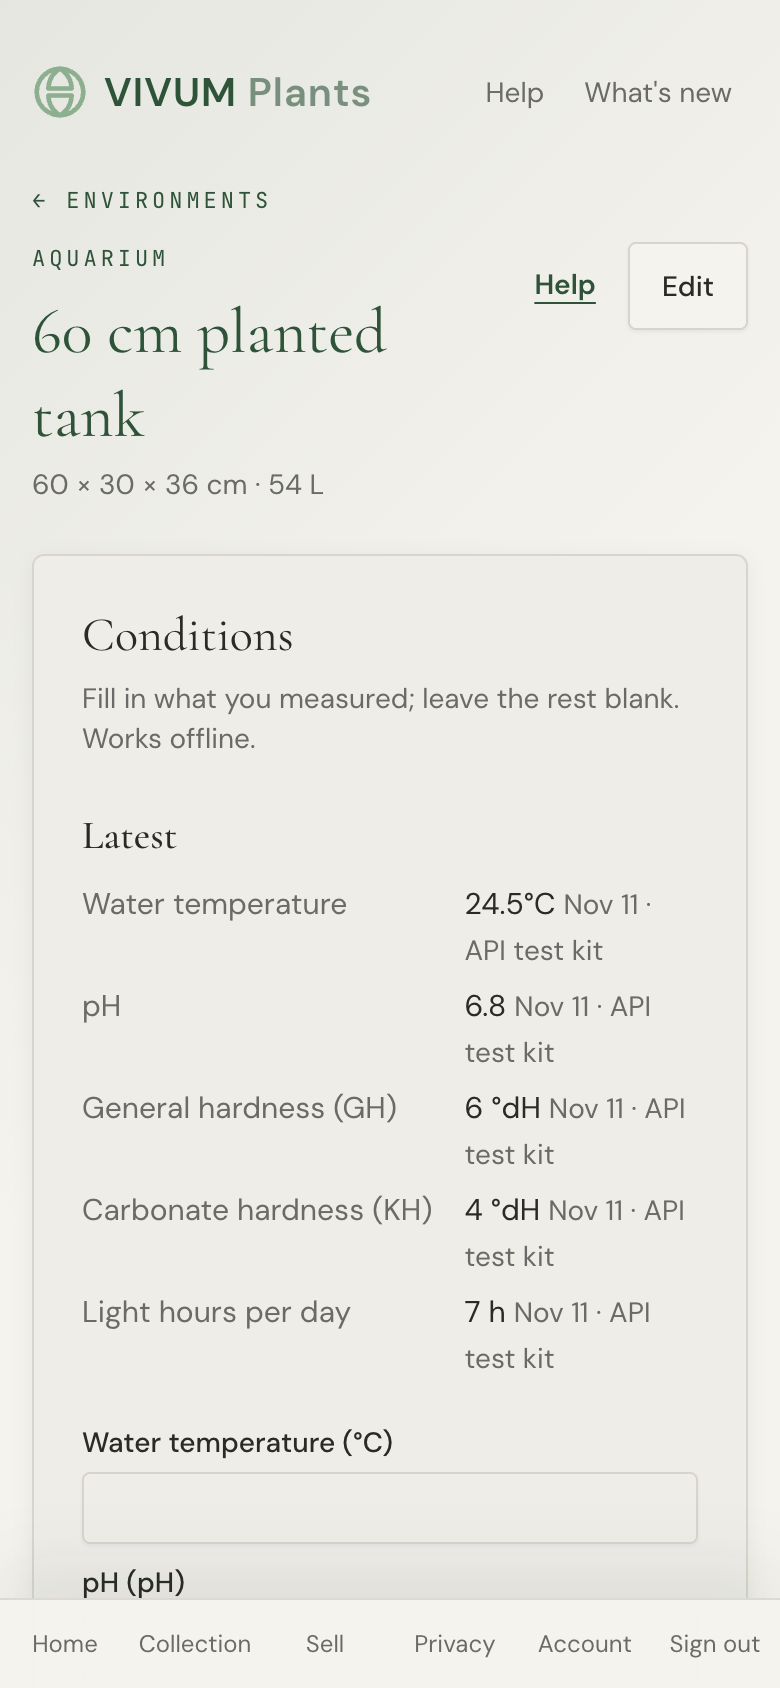 VIVUM Plants
Help
What's new
← ENVIRONMENTS
AQUARIUM
60 cm planted
tank
60 × 30 × 36 cm · 54 L
Help
Edit
Conditions
Fill in what you measured; leave the rest blank.
Works offline.
Latest
Water temperature
24.5°C Nov 11 ·
API test kit
pH
6.8 Nov 11 · API
test kit
General hardness (GH)
6 °dH Nov 11 · API
test kit
Carbonate hardness (KH)
4 °dH Nov 11 · API
test kit
Light hours per day
7 h Nov 11 · API
test kit
Water temperature (°C)
pH (pH)
Home
Collection
Sell
Privacy
Account
Sign out